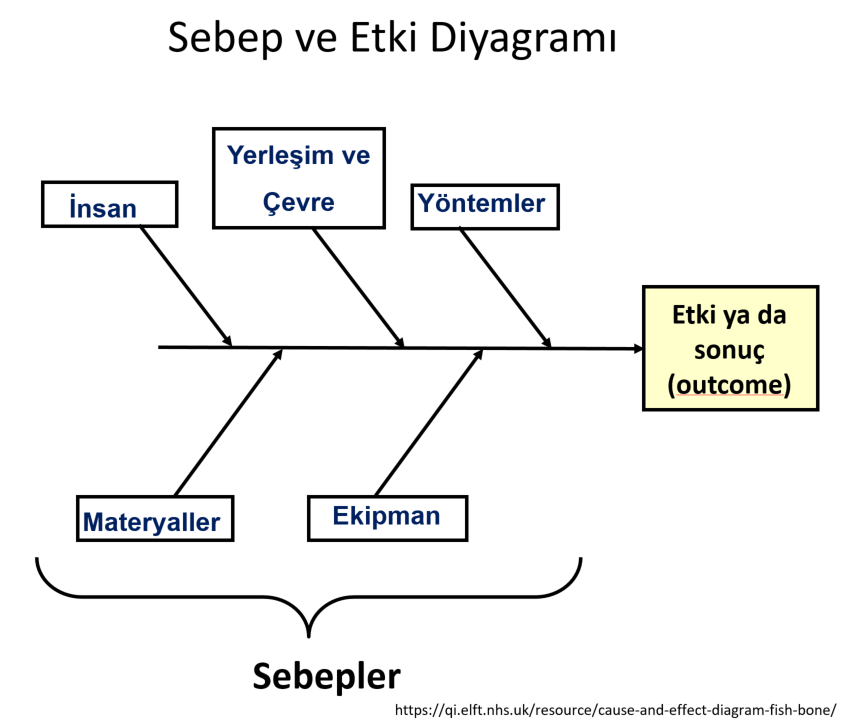 Sebep ve Etki Diyagramı
İnsan
Yerleşim ve
Çevre
Yöntemler
Etki ya da
sonuç
(outcome)
Materyaller
Ekipman
Sebepler
https://qi.elft.nhs.uk/resource/cause-and-effect-diagram-fish-bone/